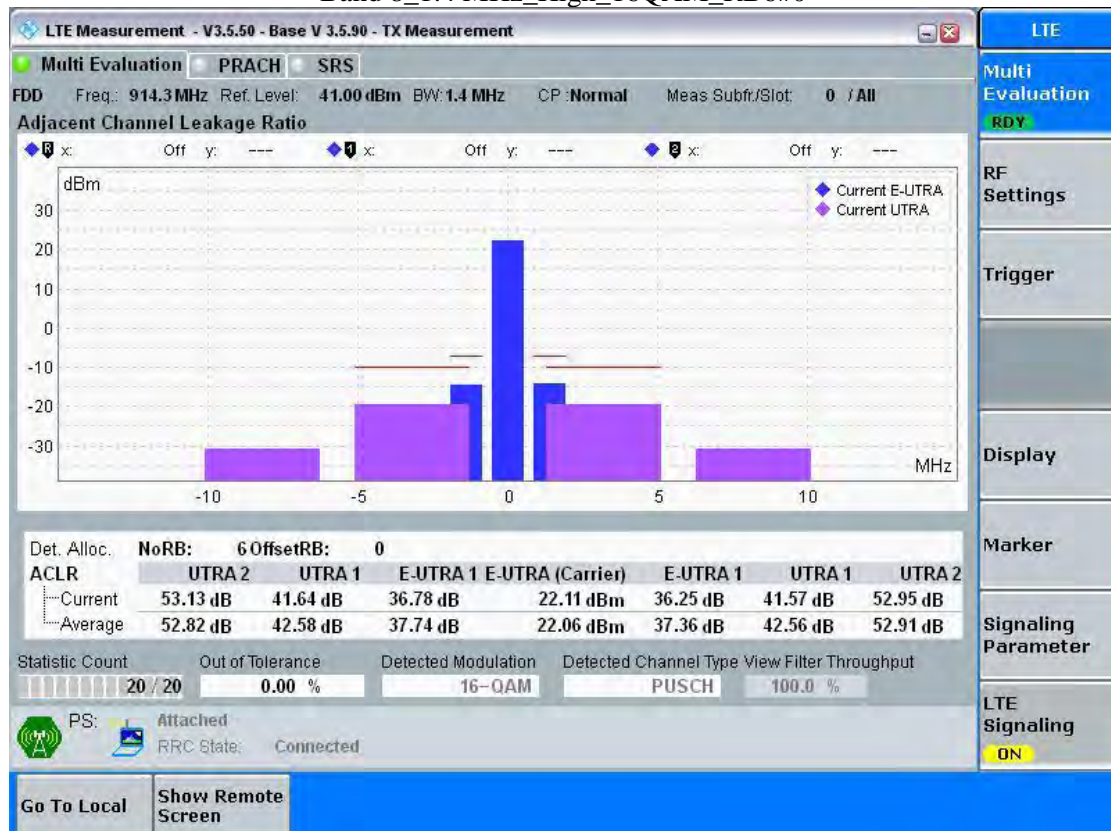 LTE Measurement - V3.5.50 - Base V 3.5.90 - TX Measurement
LTE
Multi Evaluation PRACH SRS
Multi
Evaluation
RDY
FDD Freq.: 914.3 MHz Ref. Level: 41.00 dBm BW: 1.4 MHz CP :Normal Meas Subfr./Slot: 0 / All
Adjacent Channel Leakage Ratio
R x: Off y: --- 1 x: Off y: --- 2 x: Off y: ---
dBm
Current E-UTRA
Current UTRA
30
20
10
0
-10
-20
-30
MHz
-10 -5 0 5 10
RF
Settings
Trigger
Display
Marker
Signaling
Parameter
LTE
Signaling
ON
Det. Alloc. NoRB: 6 OffsetRB: 0
ACLR UTRA 2 UTRA 1 E-UTRA 1 E-UTRA (Carrier) E-UTRA 1 UTRA 1 UTRA 2
Current 53.13 dB 41.64 dB 36.78 dB 22.11 dBm 36.25 dB 41.57 dB 52.95 dB
Average 52.82 dB 42.58 dB 37.74 dB 22.06 dBm 37.36 dB 42.56 dB 52.91 dB
Statistic Count Out of Tolerance Detected Modulation Detected Channel Type View Filter Throughput
20 / 20 0.00 % 16-QAM PUSCH 100.0 %
PS: Attached
RRC State: Connected
Go To Local
Show Remote
Screen